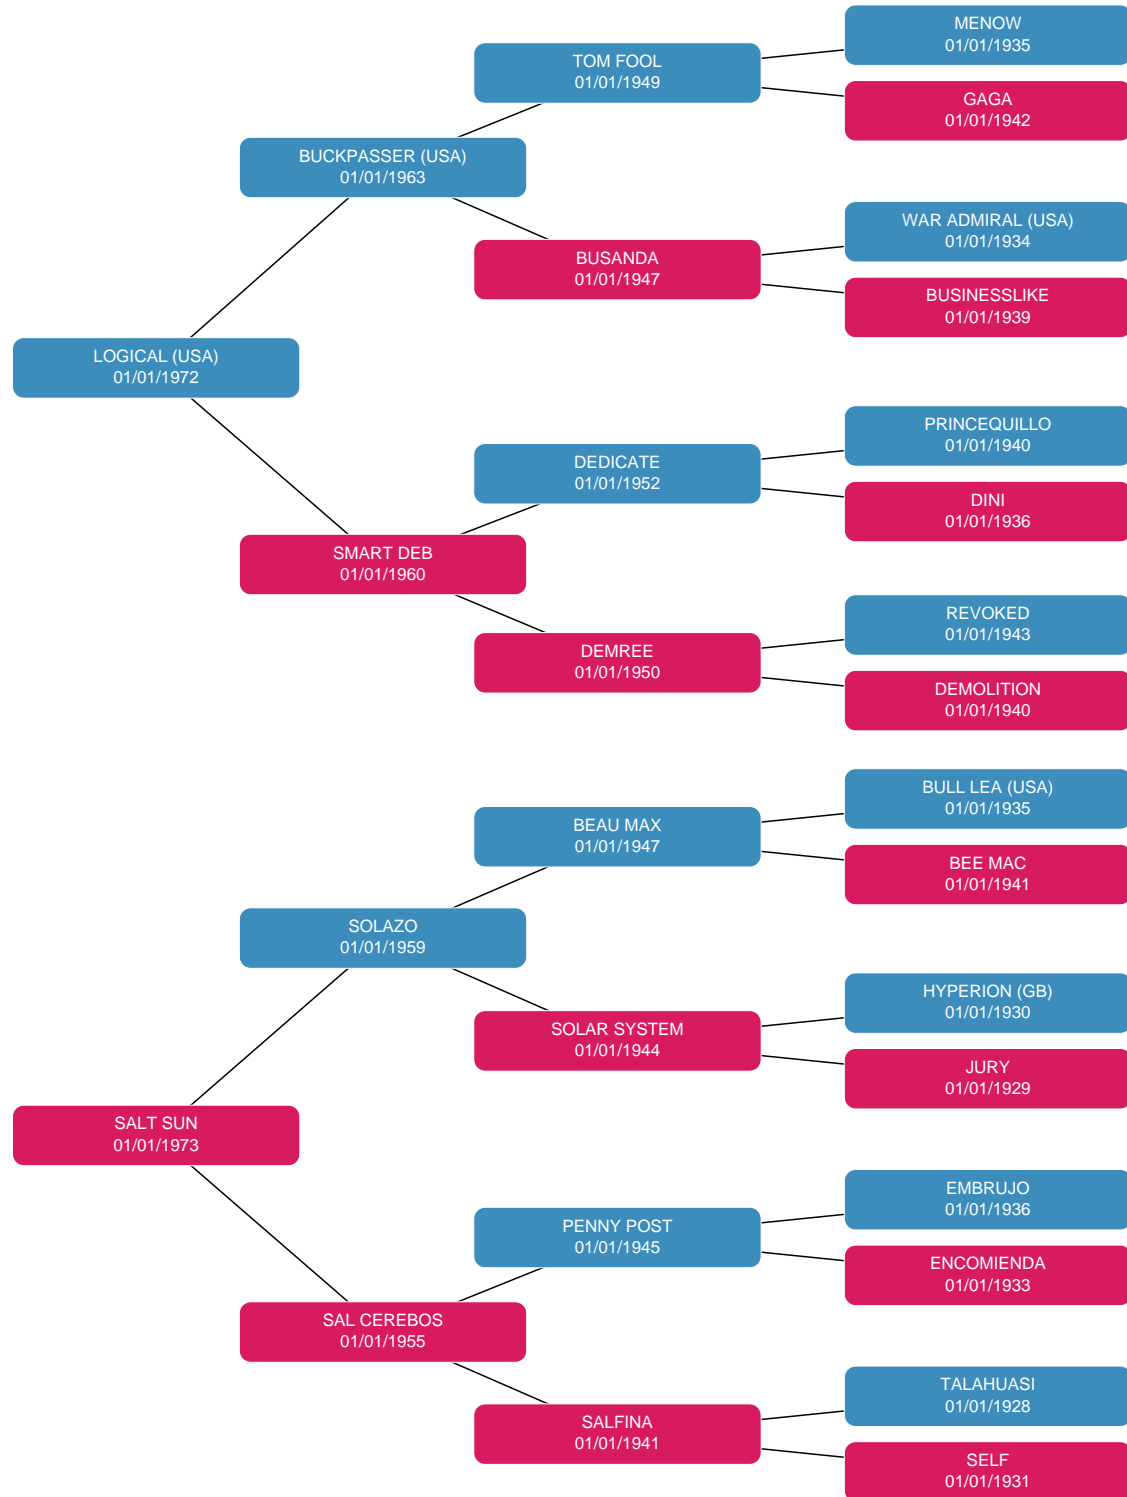 MENOW
01/01/1935
TOM FOOL
01/01/1949
GAGA
01/01/1942
BUCKPASSER (USA)
01/01/1963
WAR ADMIRAL (USA)
01/01/1934
BUSANDA
01/01/1947
BUSINESSLIKE
01/01/1939
LOGICAL (USA)
01/01/1972
PRINCEQUILLO
01/01/1940
DEDICATE
01/01/1952
DINI
01/01/1936
SMART DEB
01/01/1960
REVOKED
01/01/1943
DEMREE
01/01/1950
DEMOLITION
01/01/1940
BULL LEA (USA)
01/01/1935
BEAU MAX
01/01/1947
BEE MAC
01/01/1941
SOLAZO
01/01/1959
HYPERION (GB)
01/01/1930
SOLAR SYSTEM
01/01/1944
JURY
01/01/1929
SALT SUN
01/01/1973
EMBRUJO
01/01/1936
PENNY POST
01/01/1945
ENCOMIENDA
01/01/1933
SAL CEREBOS
01/01/1955
TALAHUASI
01/01/1928
SALFINA
01/01/1941
SELF
01/01/1931